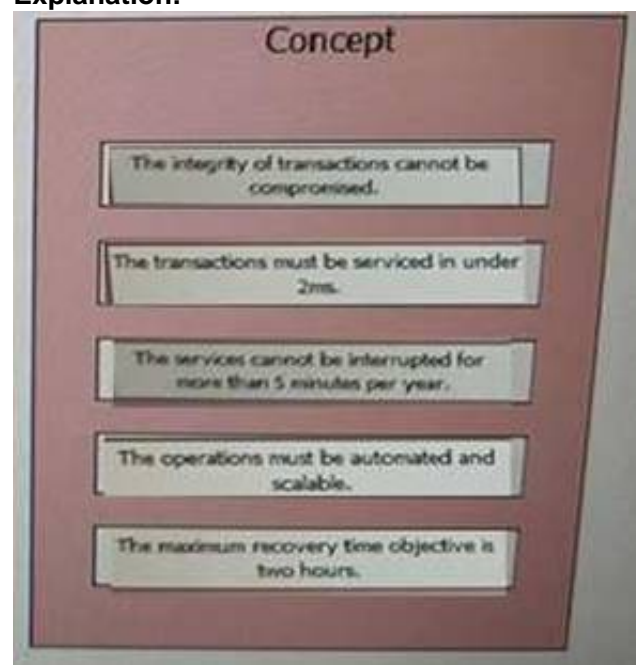 Explanation:
Concept
The integrity of transactions cannot be
compromised.
The transactions must be serviced in under
2ms.
The services cannot be interrupted for
more than 5 minutes per year.
The operations must be automated and
scalable.
The maximum recovery time objective is
two hours.